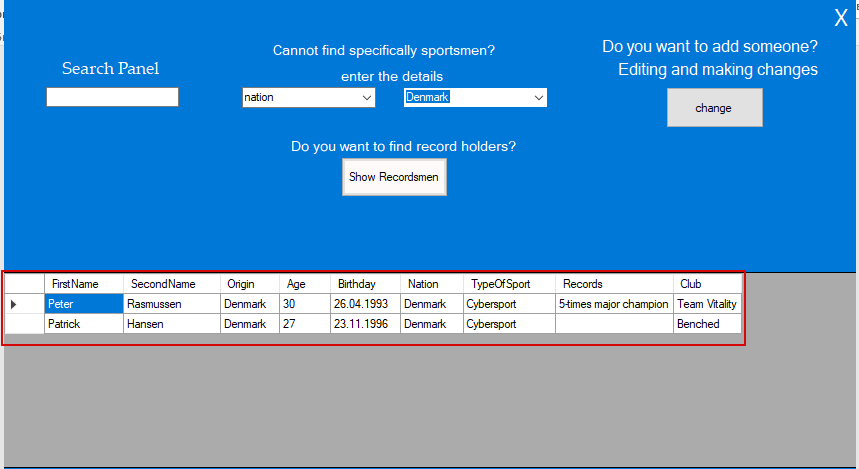 X
Search Panel
Cannot find specifically sportsmen?
enter the details
nation Denmark
Do you want to add someone?
Editing and making changes
change
Do you want to find record holders?
Show Recordsmen
FirstName SecondName Origin Age Birthday Nation TypeOfSport Records Club
Peter Rasmussen Denmark 30 26.04.1993 Denmark Cybersport 5-times major champion Team Vitality
Patrick Hansen Denmark 27 23.11.1996 Denmark Cybersport Benched